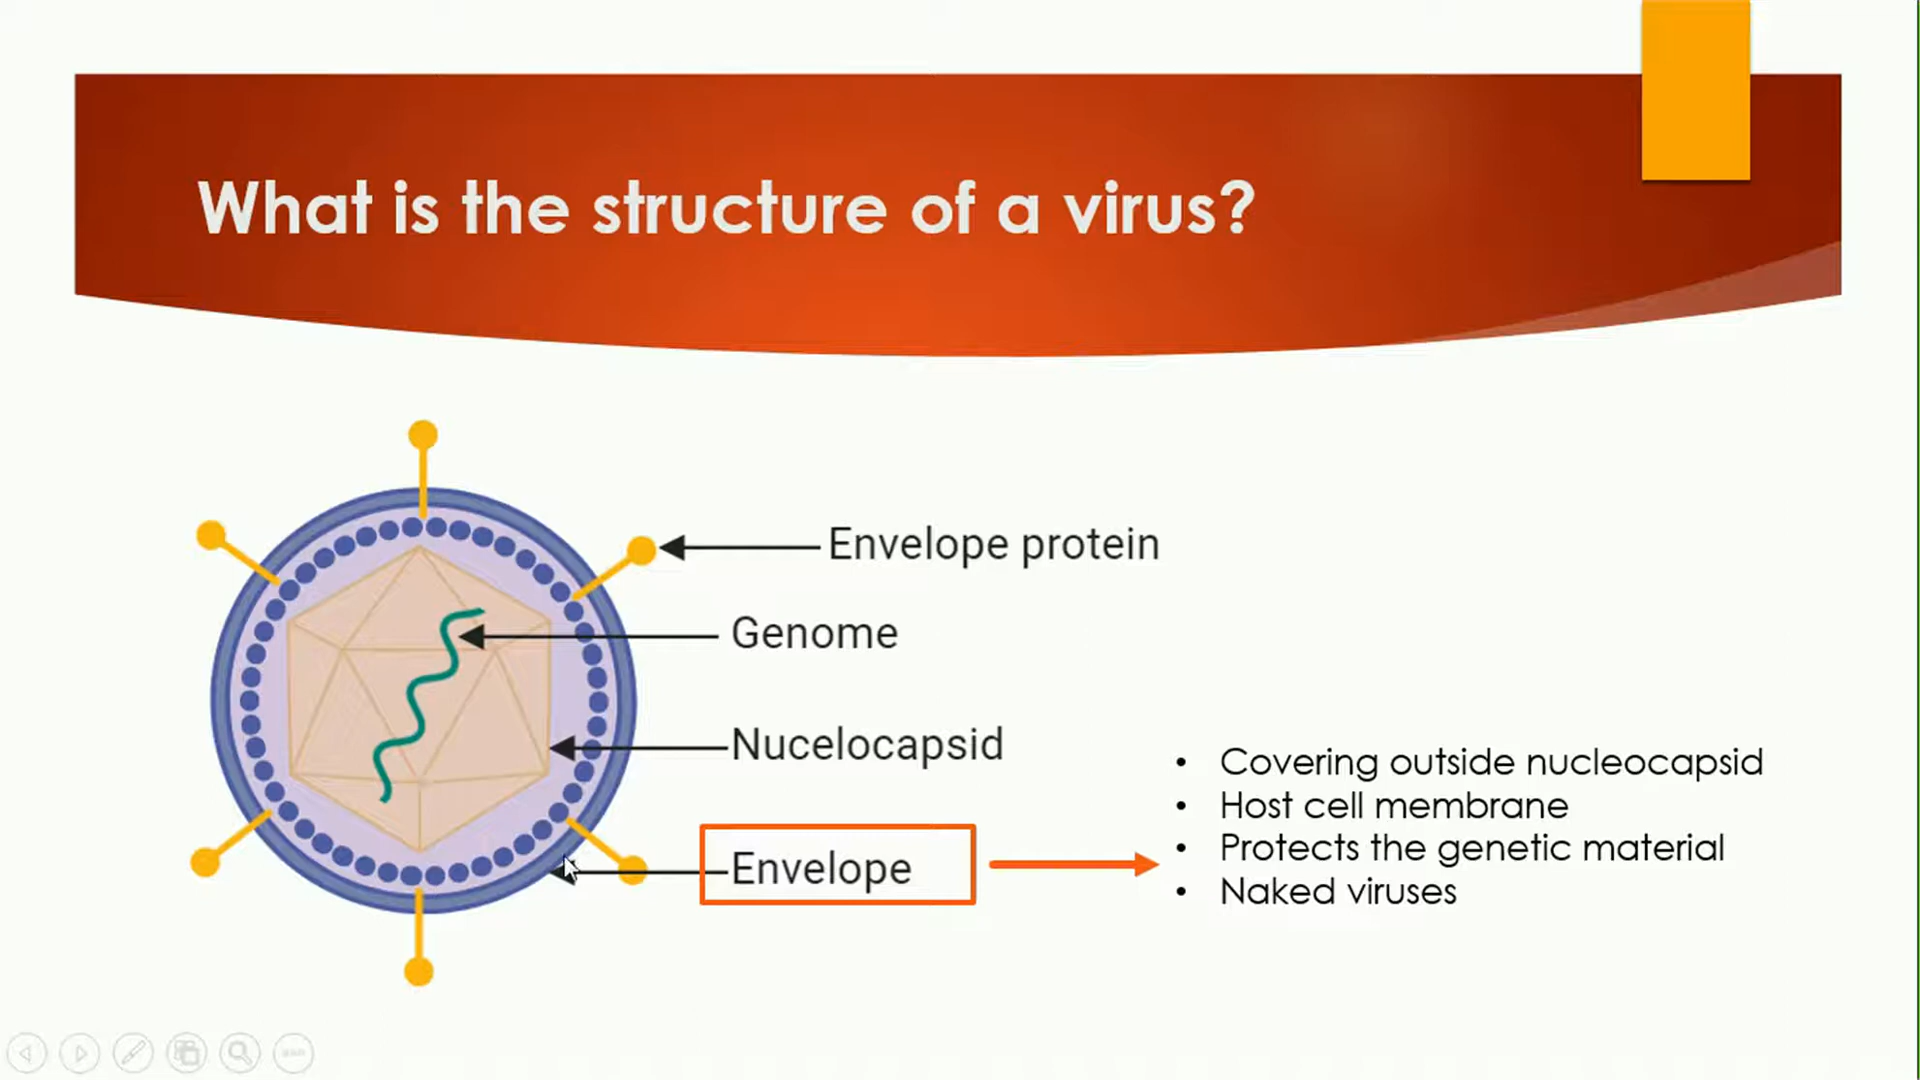 What is the structure of a virus?
Envelope protein
Genome
Nucelocapsid
Envelope
• Covering outside nucleocapsid
• Host cell membrane
• Protects the genetic material
• Naked viruses